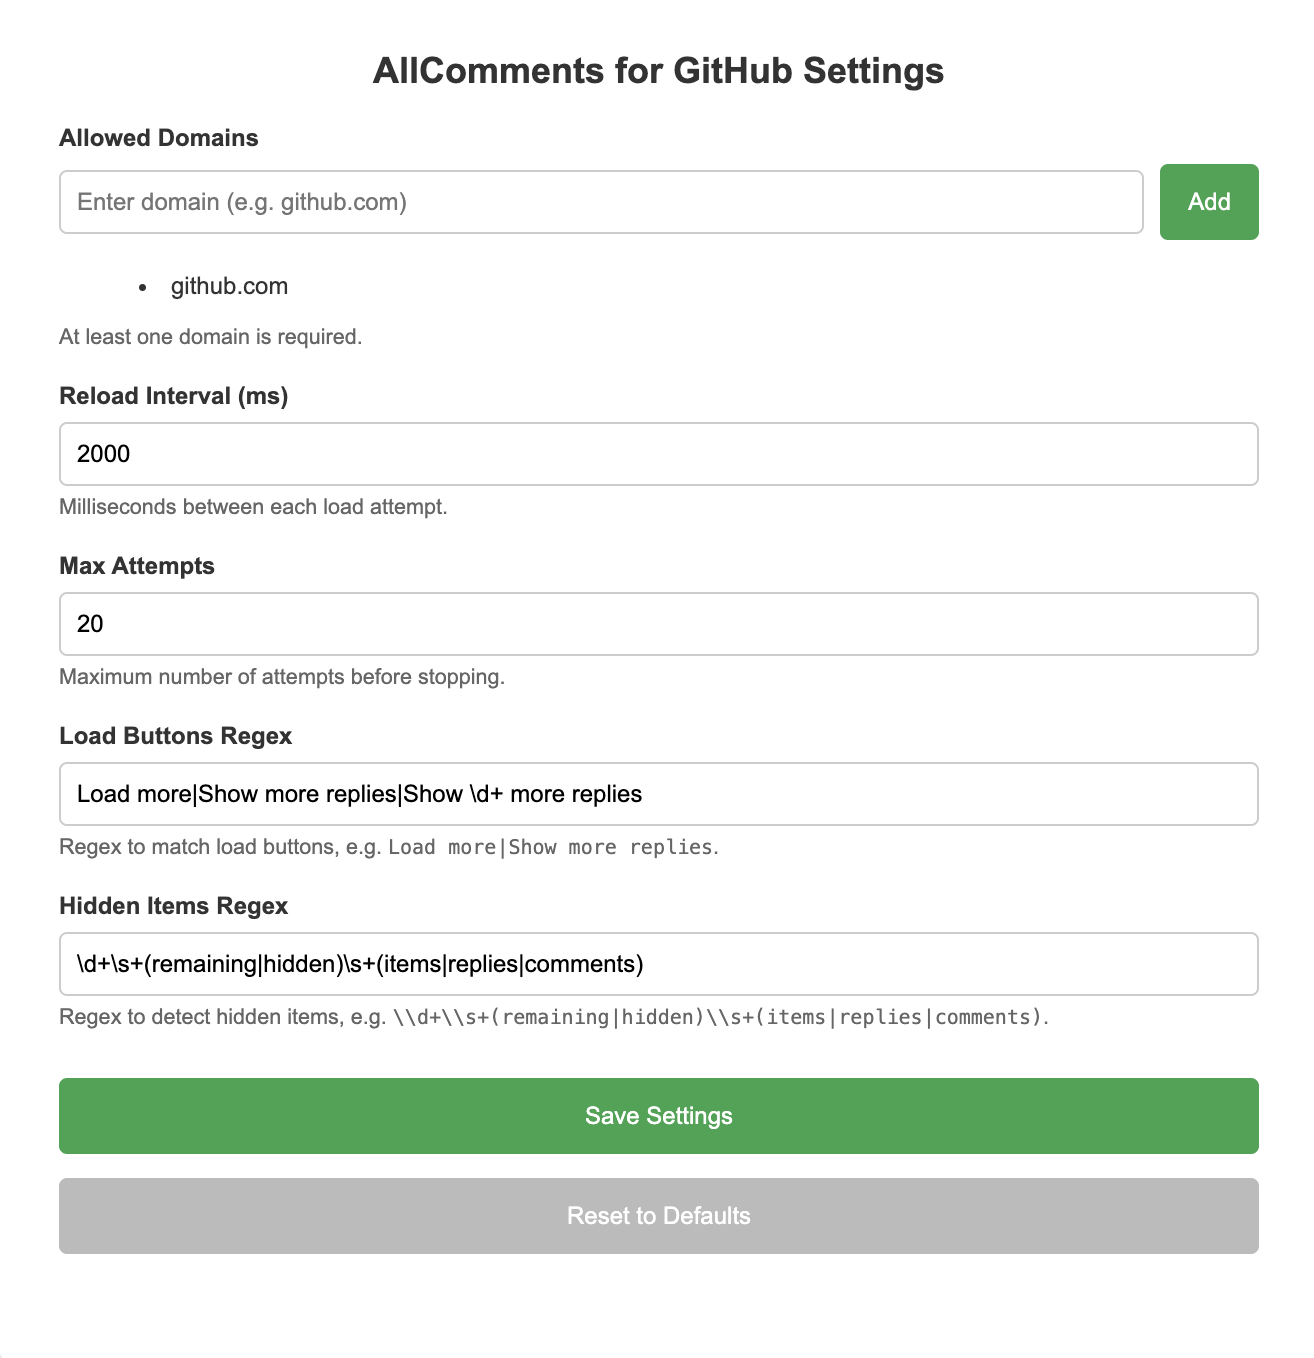 AllComments for GitHub Settings
Allowed Domains
Enter domain (e.g. github.com)
Add
• github.com
At least one domain is required.
Reload Interval (ms)
2000
Milliseconds between each load attempt.
Max Attempts
20
Maximum number of attempts before stopping.
Load Buttons Regex
Load more|Show more replies|Show \d+ more replies
Regex to match load buttons, e.g. Load more|Show more replies.
Hidden Items Regex
\d+\s+(remaining|hidden)\s+(items|replies|comments)
Regex to detect hidden items, e.g. \\d+\\s+(remaining|hidden)\\s+(items|replies|comments).
Save Settings
Reset to Defaults